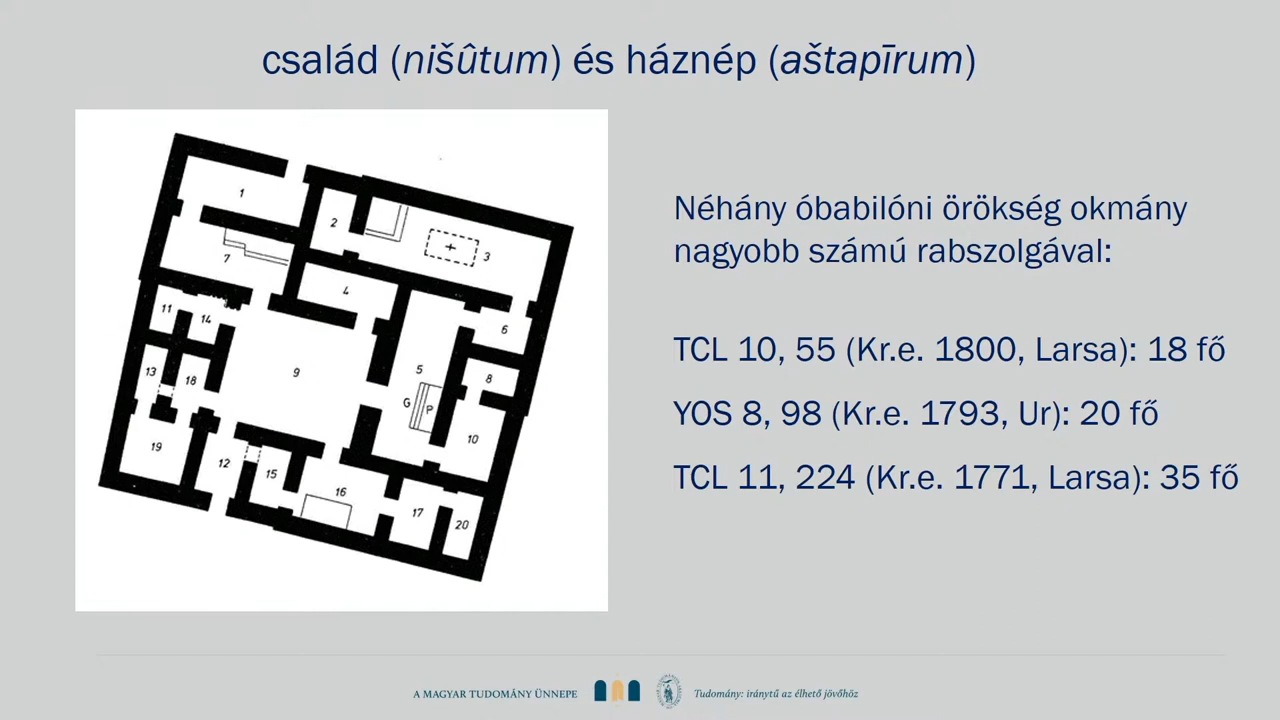 család (nišûtum) és háznép (aštapīrum)
1
2
3
7
4
11
14
6
9
5
8
13
18
G
P
10
19
12
15
16
17
20
Néhány óbabilóni örökség okmány
nagyobb számú rabszolgával:
TCL 10, 55 (Kr.e. 1800, Larsa): 18 fő
YOS 8, 98 (Kr.e. 1793, Ur): 20 fő
TCL 11, 224 (Kr.e. 1771, Larsa): 35 fő
A MAGYAR TUDOMÁNY ÜNNEPE
Tudomány: iránytű az élhető jövőhöz